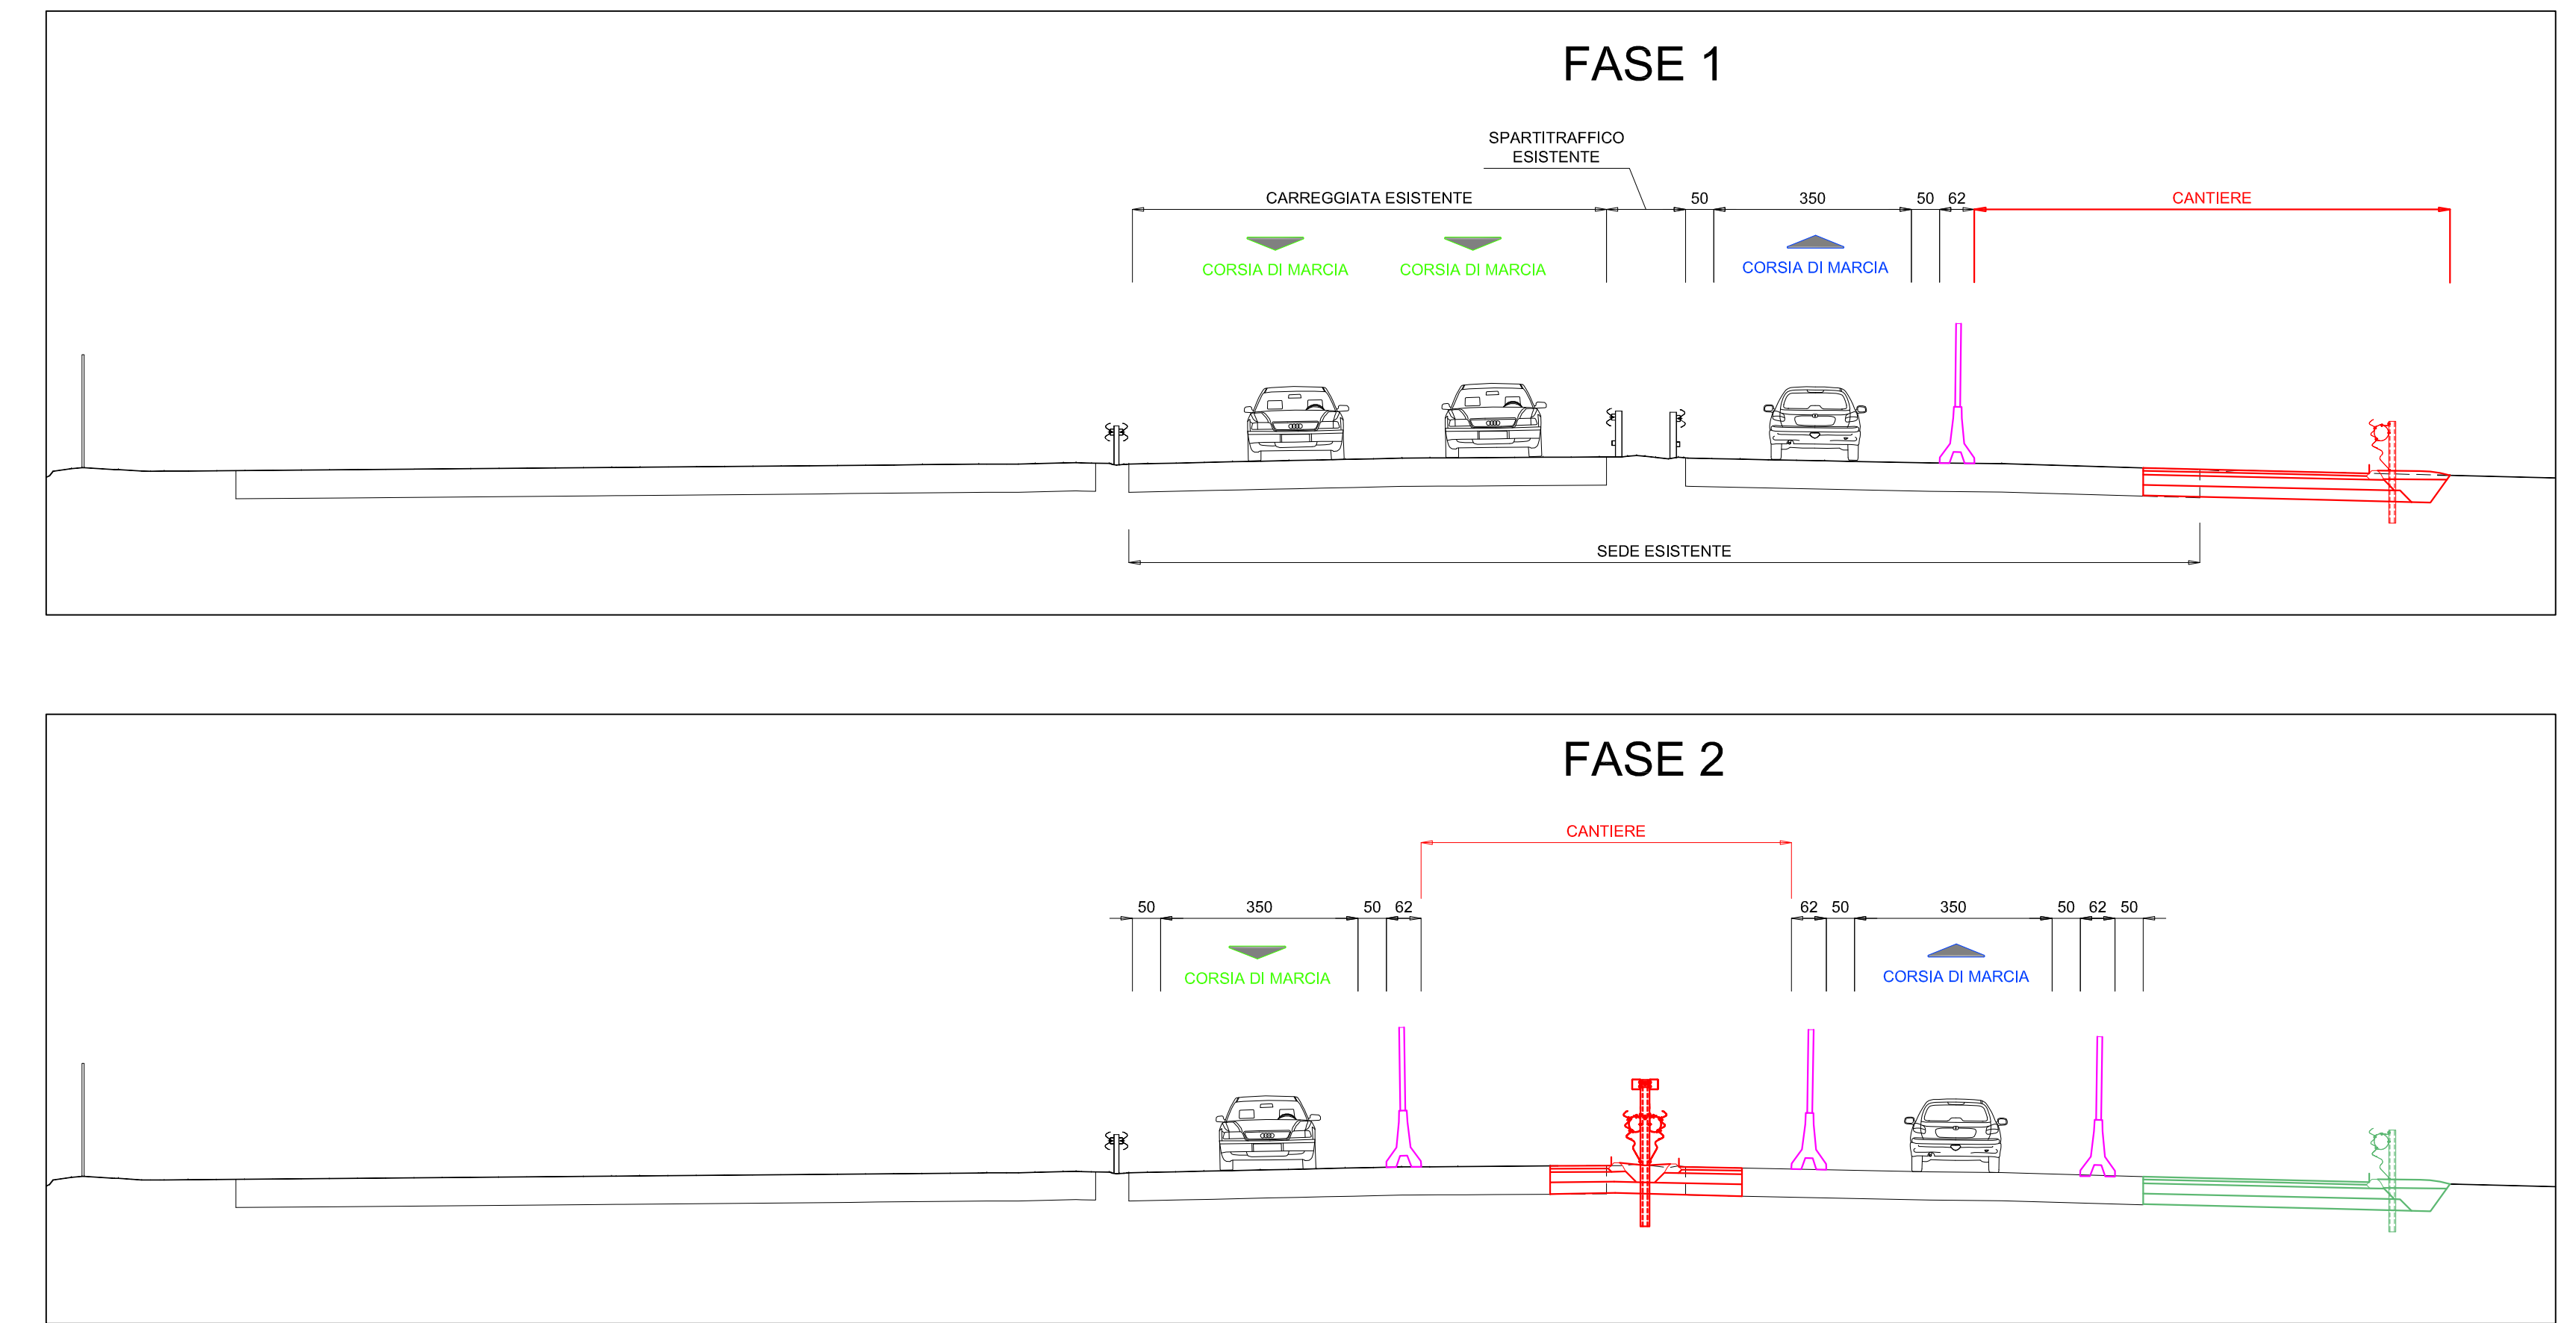 FASE 1
SPARTITRAFFICO
ESISTENTE
CARREGGIATA ESISTENTE
50
350
50
62
CANTIERE
CORSIA DI MARCIA
CORSIA DI MARCIA
CORSIA DI MARCIA
SEDE ESISTENTE
FASE 2
CANTIERE
50
350
50
62
62
50
350
50
62
50
CORSIA DI MARCIA
CORSIA DI MARCIA